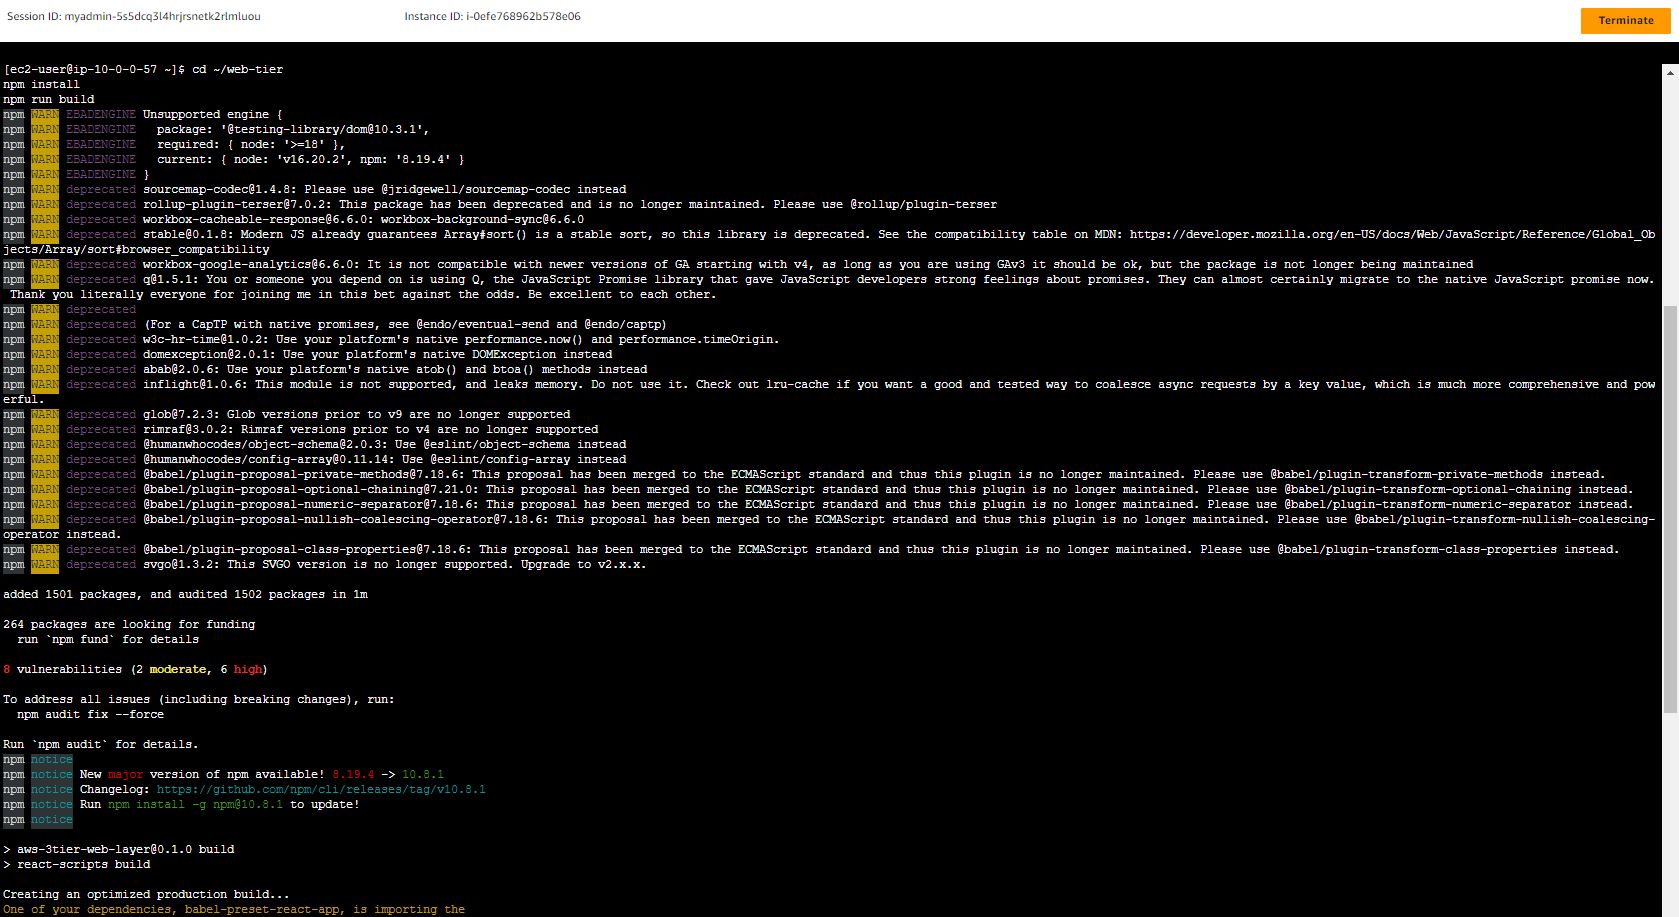 Session ID: myadmin-5s5dcq3l4hrjrsnetk2rlmluou
Instance ID: i-0efe768962b578e06
Terminate
[ec2-user@ip-10-0-0-57 ~]$ cd ~/web-tier
npm install
npm run build
npm WARN EBADENGINE Unsupported engine {
npm WARN EBADENGINE   package: '@testing-library/dom@10.3.1',
npm WARN EBADENGINE   required: { node: '>=18' },
npm WARN EBADENGINE   current: { node: 'v16.20.2', npm: '8.19.4' }
npm WARN EBADENGINE }
npm WARN deprecated sourcemap-codec@1.4.8: Please use @jridgewell/sourcemap-codec instead
npm WARN deprecated rollup-plugin-terser@7.0.2: This package has been deprecated and is no longer maintained. Please use @rollup/plugin-terser
npm WARN deprecated workbox-cacheable-response@6.6.0: workbox-background-sync@6.6.0
npm WARN deprecated stable@0.1.8: Modern JS already guarantees Array#sort() is a stable sort, so this library is deprecated. See the compatibility table on MDN: https://developer.mozilla.org/en-US/docs/Web/JavaScript/Reference/Global_Ob
jects/Array/sort#browser_compatibility
npm WARN deprecated workbox-google-analytics@6.6.0: It is not compatible with newer versions of GA starting with v4, as long as you are using GAv3 it should be ok, but the package is not longer being maintained
npm WARN deprecated q@1.5.1: You or someone you depend on is using Q, the JavaScript Promise library that gave JavaScript developers strong feelings about promises. They can almost certainly migrate to the native JavaScript promise now.
 Thank you literally everyone for joining me in this bet against the odds. Be excellent to each other.
npm WARN deprecated
npm WARN deprecated (For a CapTP with native promises, see @endo/eventual-send and @endo/captp)
npm WARN deprecated w3c-hr-time@1.0.2: Use your platform's native performance.now() and performance.timeOrigin.
npm WARN deprecated domexception@2.0.1: Use your platform's native DOMException instead
npm WARN deprecated abab@2.0.6: Use your platform's native atob() and btoa() methods instead
npm WARN deprecated inflight@1.0.6: This module is not supported, and leaks memory. Do not use it. Check out lru-cache if you want a good and tested way to coalesce async requests by a key value, which is much more comprehensive and pow
erful.
npm WARN deprecated glob@7.2.3: Glob versions prior to v9 are no longer supported
npm WARN deprecated rimraf@3.0.2: Rimraf versions prior to v4 are no longer supported
npm WARN deprecated @humanwhocodes/object-schema@2.0.3: Use @eslint/object-schema instead
npm WARN deprecated @humanwhocodes/config-array@0.11.14: Use @eslint/config-array instead
npm WARN deprecated @babel/plugin-proposal-private-methods@7.18.6: This proposal has been merged to the ECMAScript standard and thus this plugin is no longer maintained. Please use @babel/plugin-transform-private-methods instead.
npm WARN deprecated @babel/plugin-proposal-optional-chaining@7.21.0: This proposal has been merged to the ECMAScript standard and thus this plugin is no longer maintained. Please use @babel/plugin-transform-optional-chaining instead.
npm WARN deprecated @babel/plugin-proposal-numeric-separator@7.18.6: This proposal has been merged to the ECMAScript standard and thus this plugin is no longer maintained. Please use @babel/plugin-transform-numeric-separator instead.
npm WARN deprecated @babel/plugin-proposal-nullish-coalescing-operator@7.18.6: This proposal has been merged to the ECMAScript standard and thus this plugin is no longer maintained. Please use @babel/plugin-transform-nullish-coalescing-
operator instead.
npm WARN deprecated @babel/plugin-proposal-class-properties@7.18.6: This proposal has been merged to the ECMAScript standard and thus this plugin is no longer maintained. Please use @babel/plugin-transform-class-properties instead.
npm WARN deprecated svgo@1.3.2: This SVGO version is no longer supported. Upgrade to v2.x.x.
added 1501 packages, and audited 1502 packages in 1m
264 packages are looking for funding
  run `npm fund` for details
8 vulnerabilities (2 moderate, 6 high)
To address all issues (including breaking changes), run:
  npm audit fix --force
Run `npm audit` for details.
npm notice
npm notice New major version of npm available! 8.19.4 -> 10.8.1
npm notice Changelog: https://github.com/npm/cli/releases/tag/v10.8.1
npm notice Run npm install -g npm@10.8.1 to update!
npm notice
> aws-3tier-web-layer@0.1.0 build
> react-scripts build
Creating an optimized production build...
One of your dependencies, babel-preset-react-app, is importing the